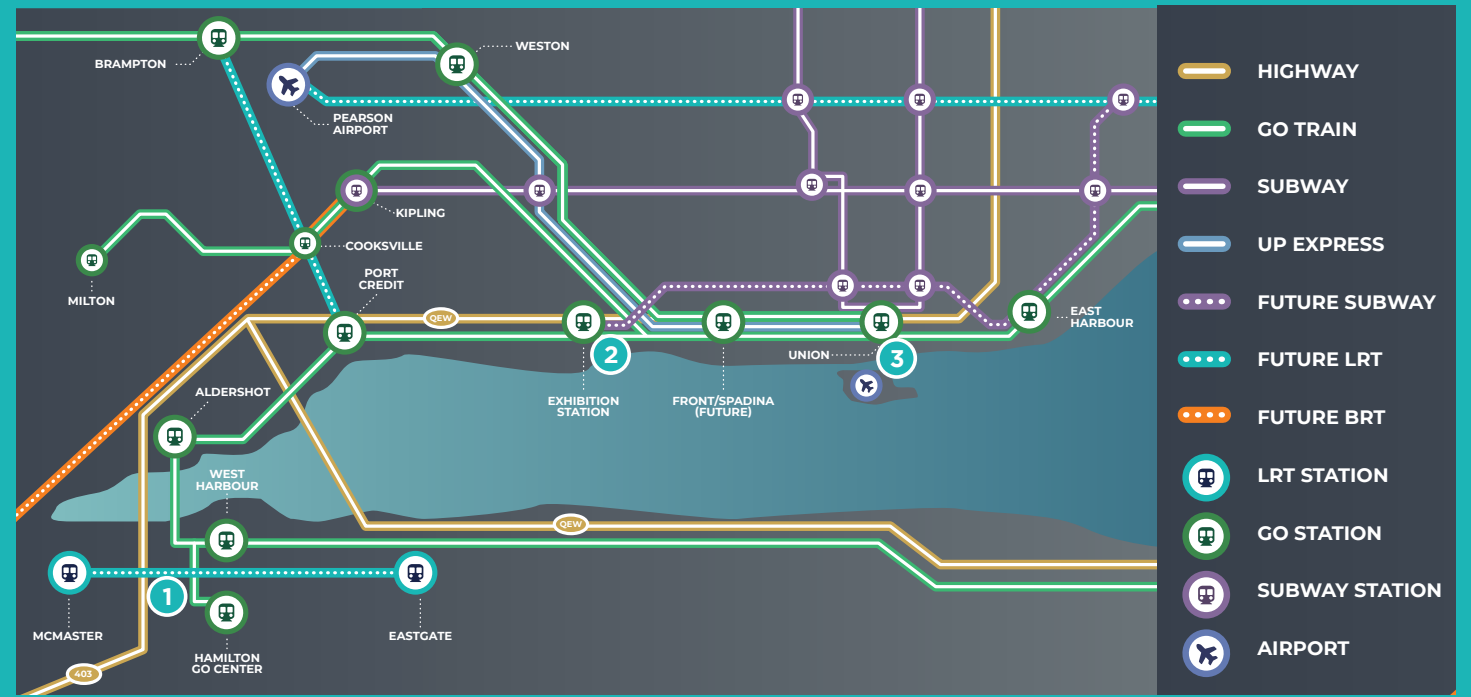 BRAMPTON
WESTON
PEARSON
AIRPORT
KIPLING
COOKSVILLE
PORT
CREDIT
MILTON
QEW
EAST
HARBOUR
2
UNION
3
ALDERSHOT
EXHIBITION
STATION
FRONT/SPADINA
(FUTURE)
WEST
HARBOUR
QEW
1
MCMASTER
EASTGATE
HAMILTON
GO CENTER
403
HIGHWAY
GO TRAIN
SUBWAY
UP EXPRESS
FUTURE SUBWAY
FUTURE LRT
FUTURE BRT
LRT STATION
GO STATION
SUBWAY STATION
AIRPORT